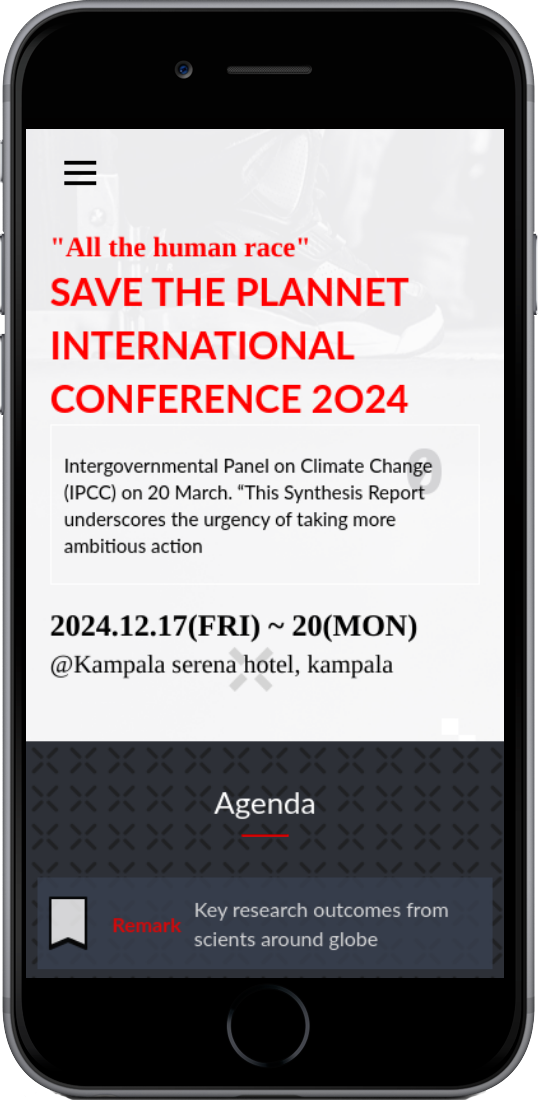 "All the human race"
SAVE THE PLANNET
INTERNATIONAL
CONFERENCE 2024
Intergovernmental Panel on Climate Change
(IPCC) on 20 March. “This Synthesis Report
underscores the urgency of taking more
ambitious action
2024.12.17(FRI) ~ 20(MON)
@Kampala serena hotel, kampala
Agenda
Remark Key research outcomes from
scients around globe